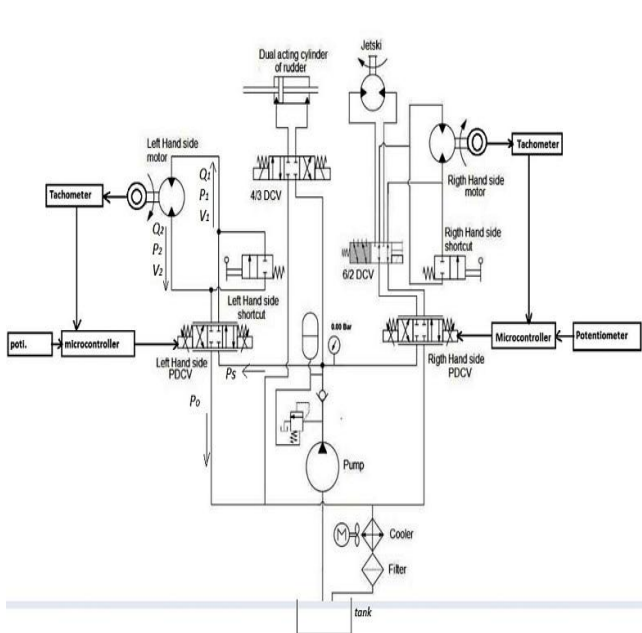 Dual acting cylinder
of rudder
Jetski
Left Hand side
motor
Q1
P1
V1
Tachometer
Q2
P2
V2
4/3 DCV
Tachometer
Rigth Hand side
motor
Rigth Hand side
shortcut
6/2 DCV
Left Hand side
shortcut
0.00 Bar
poti.
microcontroller
Left Hand side
PDCV
PS
P0
Rigth Hand side
PDCV
Microcontroller
Potentiometer
Pump
M
Cooler
Filter
tank